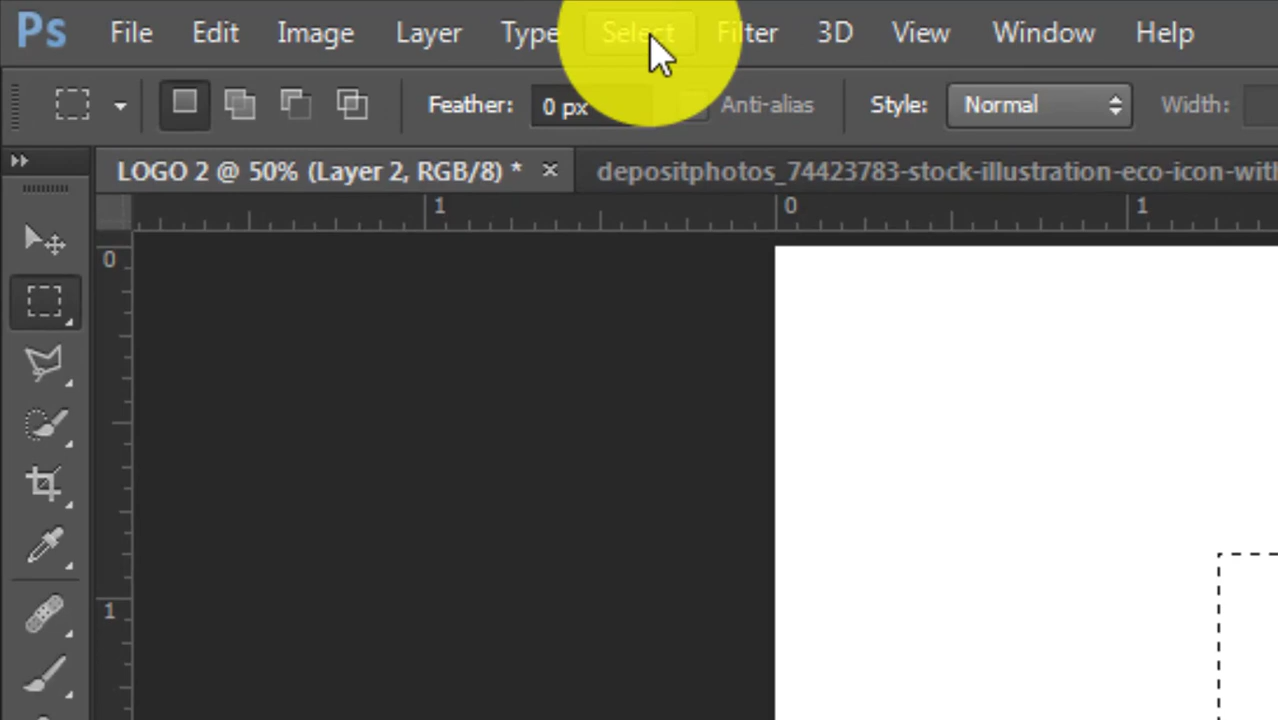 Ps File Edit Image Layer Type Select Filter 3D View Window Help
Feather: 0 px Anti-alias Style: Normal Width:
LOGO 2 @ 50% (Layer 2, RGB/8) * × depositphotos_74423783-stock-illustration-eco-icon-with
1 0 1
0
1